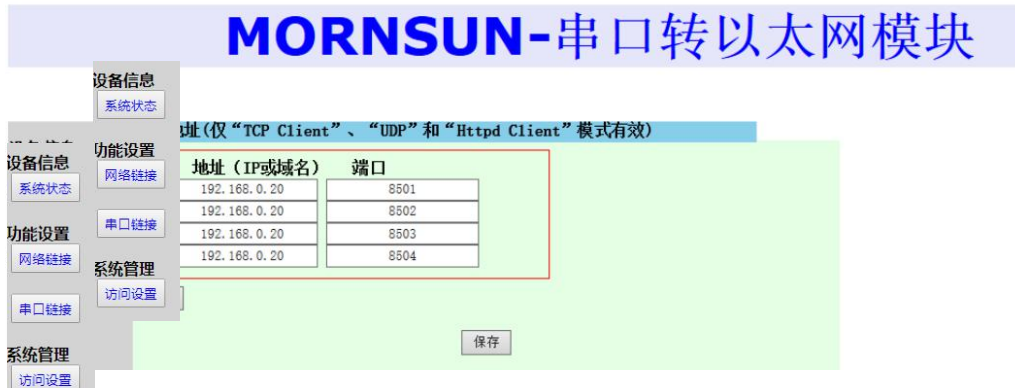 MORNSUN-串口转以太网模块
设备信息
系统状态
功能设置
网络链接
串口链接
系统管理
访问设置
设备信息
系统状态
功能设置
网络链接
串口链接
系统管理
访问设置
址(仅“TCP Client”、“UDP”和“Httpd Client”模式有效)
地址（IP或域名） 端口
192.168.0.20 8501
192.168.0.20 8502
192.168.0.20 8503
192.168.0.20 8504
保存